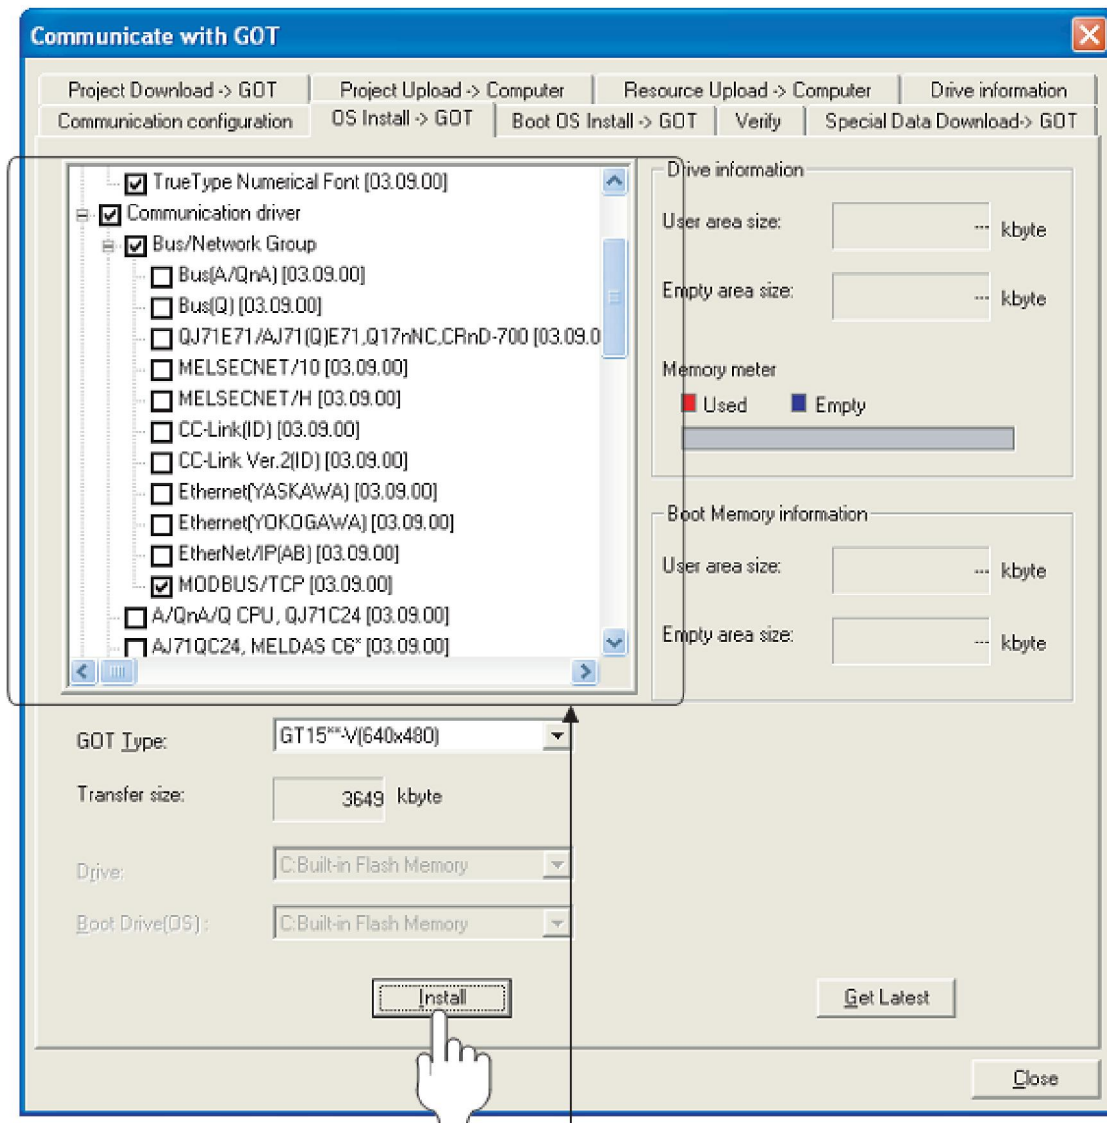 Communicate with GOT
Project Download -> GOT
Project Upload -> Computer
Resource Upload -> Computer
Drive information
Communication configuration
OS Install -> GOT
Boot OS Install -> GOT
Verify
Special Data Download-> GOT
TrueType Numerical Font [03.09.00]
Communication driver
Bus/Network Group
Bus(A/QnA) [03.09.00]
Bus(Q) [03.09.00]
QJ71E71/AJ71(Q)E71,Q17nNC,CRnD-700 [03.09.0
MELSECNET/10 [03.09.00]
MELSECNET/H [03.09.00]
CC-Link(ID) [03.09.00]
CC-Link Ver.2(ID) [03.09.00]
Ethernet(YASKAWA) [03.09.00]
Ethernet(YOKOGAWA) [03.09.00]
EtherNet/IP(AB) [03.09.00]
MODBUS/TCP [03.09.00]
A/QnA/Q CPU, QJ71C24 [03.09.00]
AJ71QC24, MELDAS C6* [03.09.00]
Drive information
User area size: --- kbyte
Empty area size: --- kbyte
Memory meter
Used Empty
Boot Memory information
User area size: --- kbyte
Empty area size: --- kbyte
GOT Type: GT15**-V(640x480)
Transfer size: 3649 kbyte
Drive: C:Built-in Flash Memory
Boot Drive(OS) : C:Built-in Flash Memory
Install
Get Latest
Close